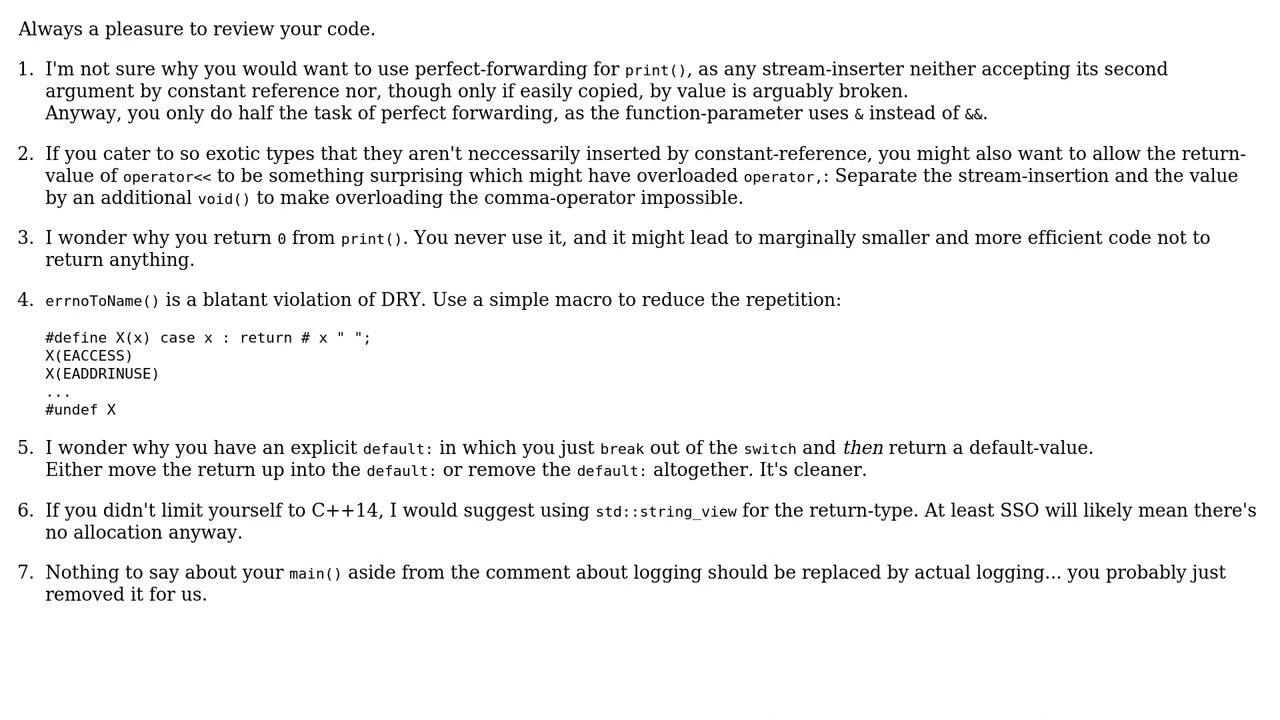 Always a pleasure to review your code.
1. I'm not sure why you would want to use perfect-forwarding for print(), as any stream-inserter neither accepting its second
argument by constant reference nor, though only if easily copied, by value is arguably broken.
Anyway, you only do half the task of perfect forwarding, as the function-parameter uses & instead of &&.
2. If you cater to so exotic types that they aren't neccessarily inserted by constant-reference, you might also want to allow the return-
value of operator<< to be something surprising which might have overloaded operator,: Separate the stream-insertion and the value
by an additional void() to make overloading the comma-operator impossible.
3. I wonder why you return 0 from print(). You never use it, and it might lead to marginally smaller and more efficient code not to
return anything.
4. errnoToName() is a blatant violation of DRY. Use a simple macro to reduce the repetition:
#define X(x) case x : return # x " ";
X(EACCESS)
X(EADDRINUSE)
...
#undef X
5. I wonder why you have an explicit default: in which you just break out of the switch and then return a default-value.
Either move the return up into the default: or remove the default: altogether. It's cleaner.
6. If you didn't limit yourself to C++14, I would suggest using std::string_view for the return-type. At least SSO will likely mean there's
no allocation anyway.
7. Nothing to say about your main() aside from the comment about logging should be replaced by actual logging... you probably just
removed it for us.